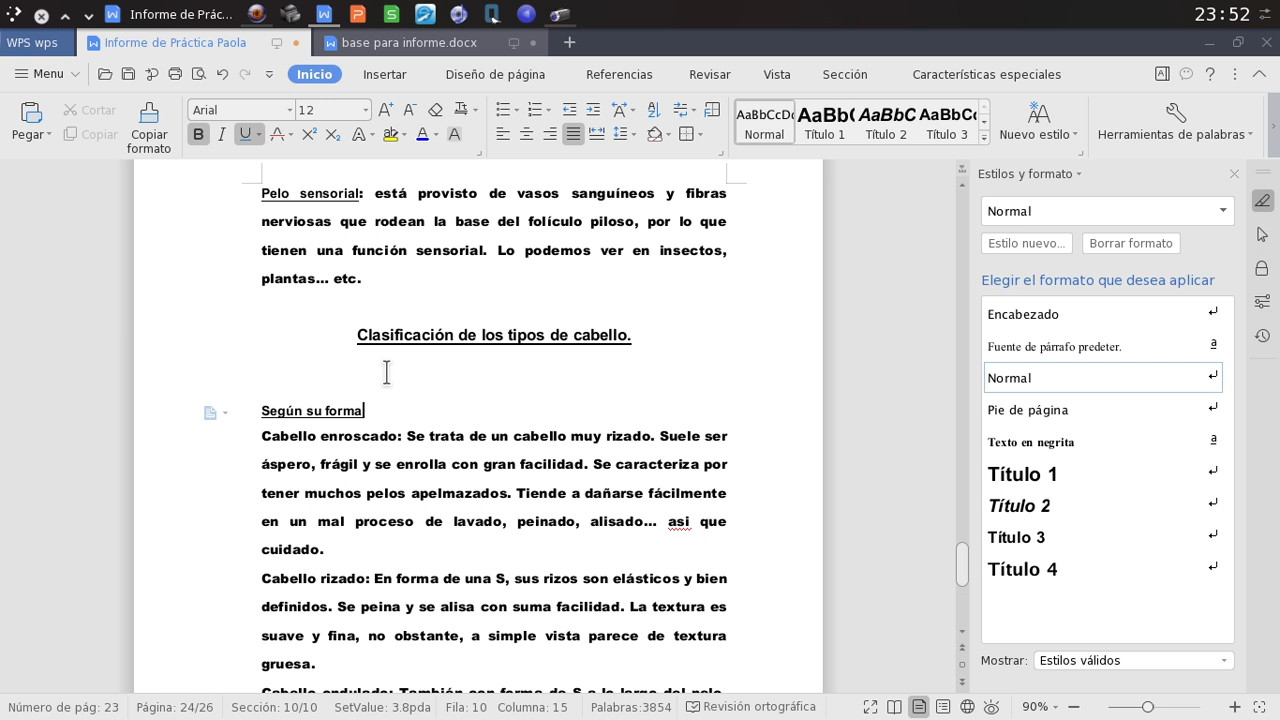 Informe de Prác...
23:52
WPS wps
Informe de Práctica Paola
base para informe.docx
Menu
Inicio
Insertar
Diseño de página
Referencias
Revisar
Vista
Sección
Características especiales
Pegar
Cortar
Copiar
Copiar formato
Arial
12
AaBbCcDc
Normal
AaBb(
Título 1
AaBbC
Título 2
AaBbCc
Título 3
Nuevo estilo
Herramientas de palabras
Pelo sensorial: está provisto de vasos sanguíneos y fibras
nerviosas que rodean la base del folículo piloso, por lo que
tienen una función sensorial. Lo podemos ver en insectos,
plantas... etc.
Clasificación de los tipos de cabello.
Según su forma
Cabello enroscado: Se trata de un cabello muy rizado. Suele ser
áspero, frágil y se enrolla con gran facilidad. Se caracteriza por
tener muchos pelos apelmazados. Tiende a dañarse fácilmente
en un mal proceso de lavado, peinado, alisado... asi que
cuidado.
Cabello rizado: En forma de una S, sus rizos son elásticos y bien
definidos. Se peina y se alisa con suma facilidad. La textura es
suave y fina, no obstante, a simple vista parece de textura
gruesa.
Cabello ondulado: También con forma de S a lo largo del pelo,
Estilos y formato
Normal
Estilo nuevo...
Borrar formato
Elegir el formato que desea aplicar
Encabezado
Fuente de párrafo predeter.
Normal
Pie de página
Texto en negrita
Título 1
Título 2
Título 3
Título 4
Mostrar:
Estilos válidos
Número de pág: 23
Página: 24/26
Sección: 10/10
SetValue: 3.8pda
Fila: 10
Columna: 15
Palabras:3854
Revisión ortográfica
90%